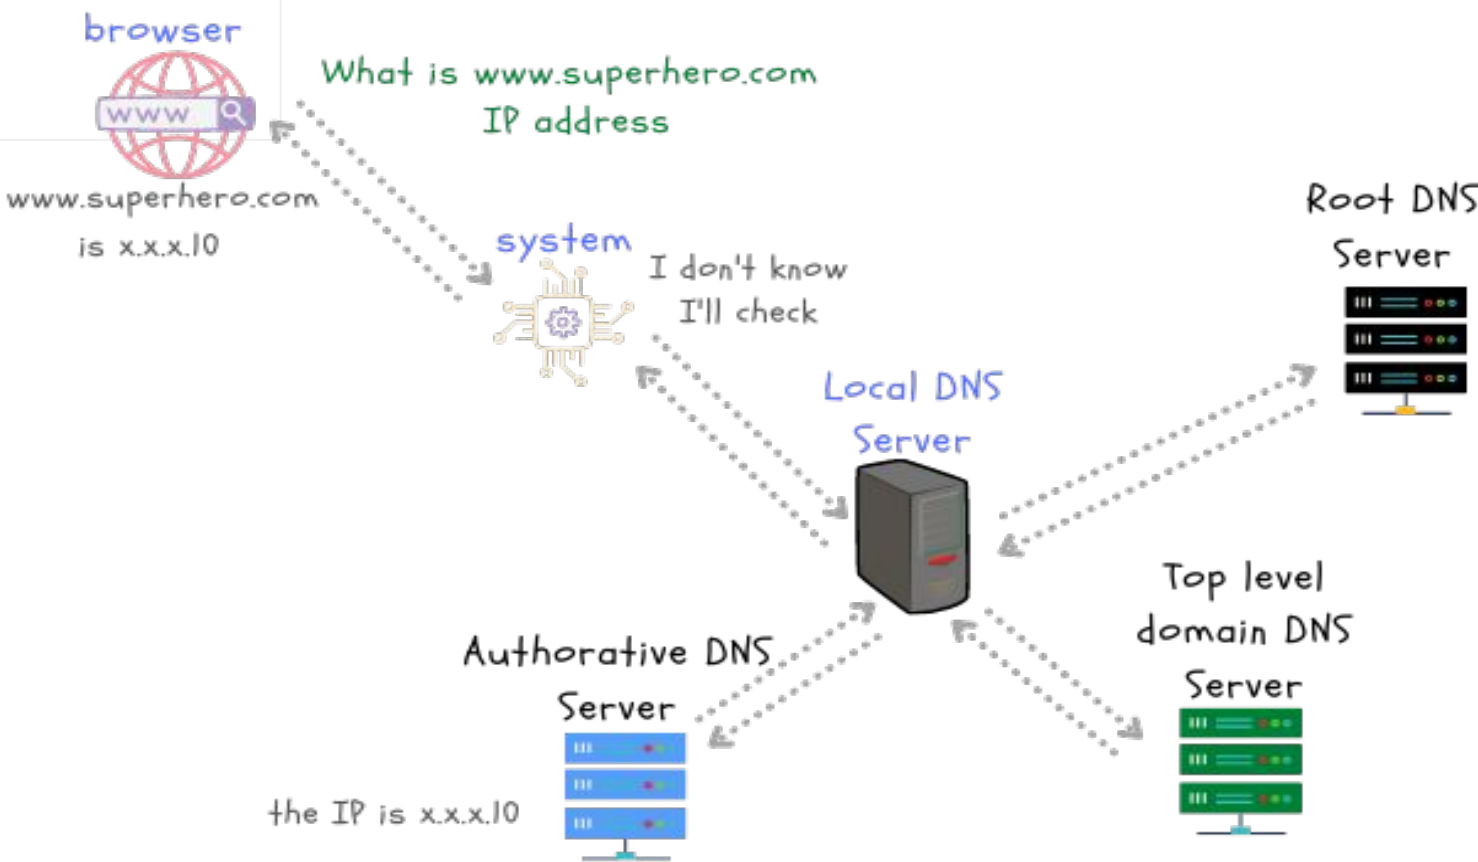 browser
www
What is www.superhero.com
IP address
www.superhero.com
is x.x.x.10
system
I don't know
I'll check
Root DNS
Server
Local DNS
Server
Top level
domain DNS
Server
Authorative DNS
Server
the IP is x.x.x.10